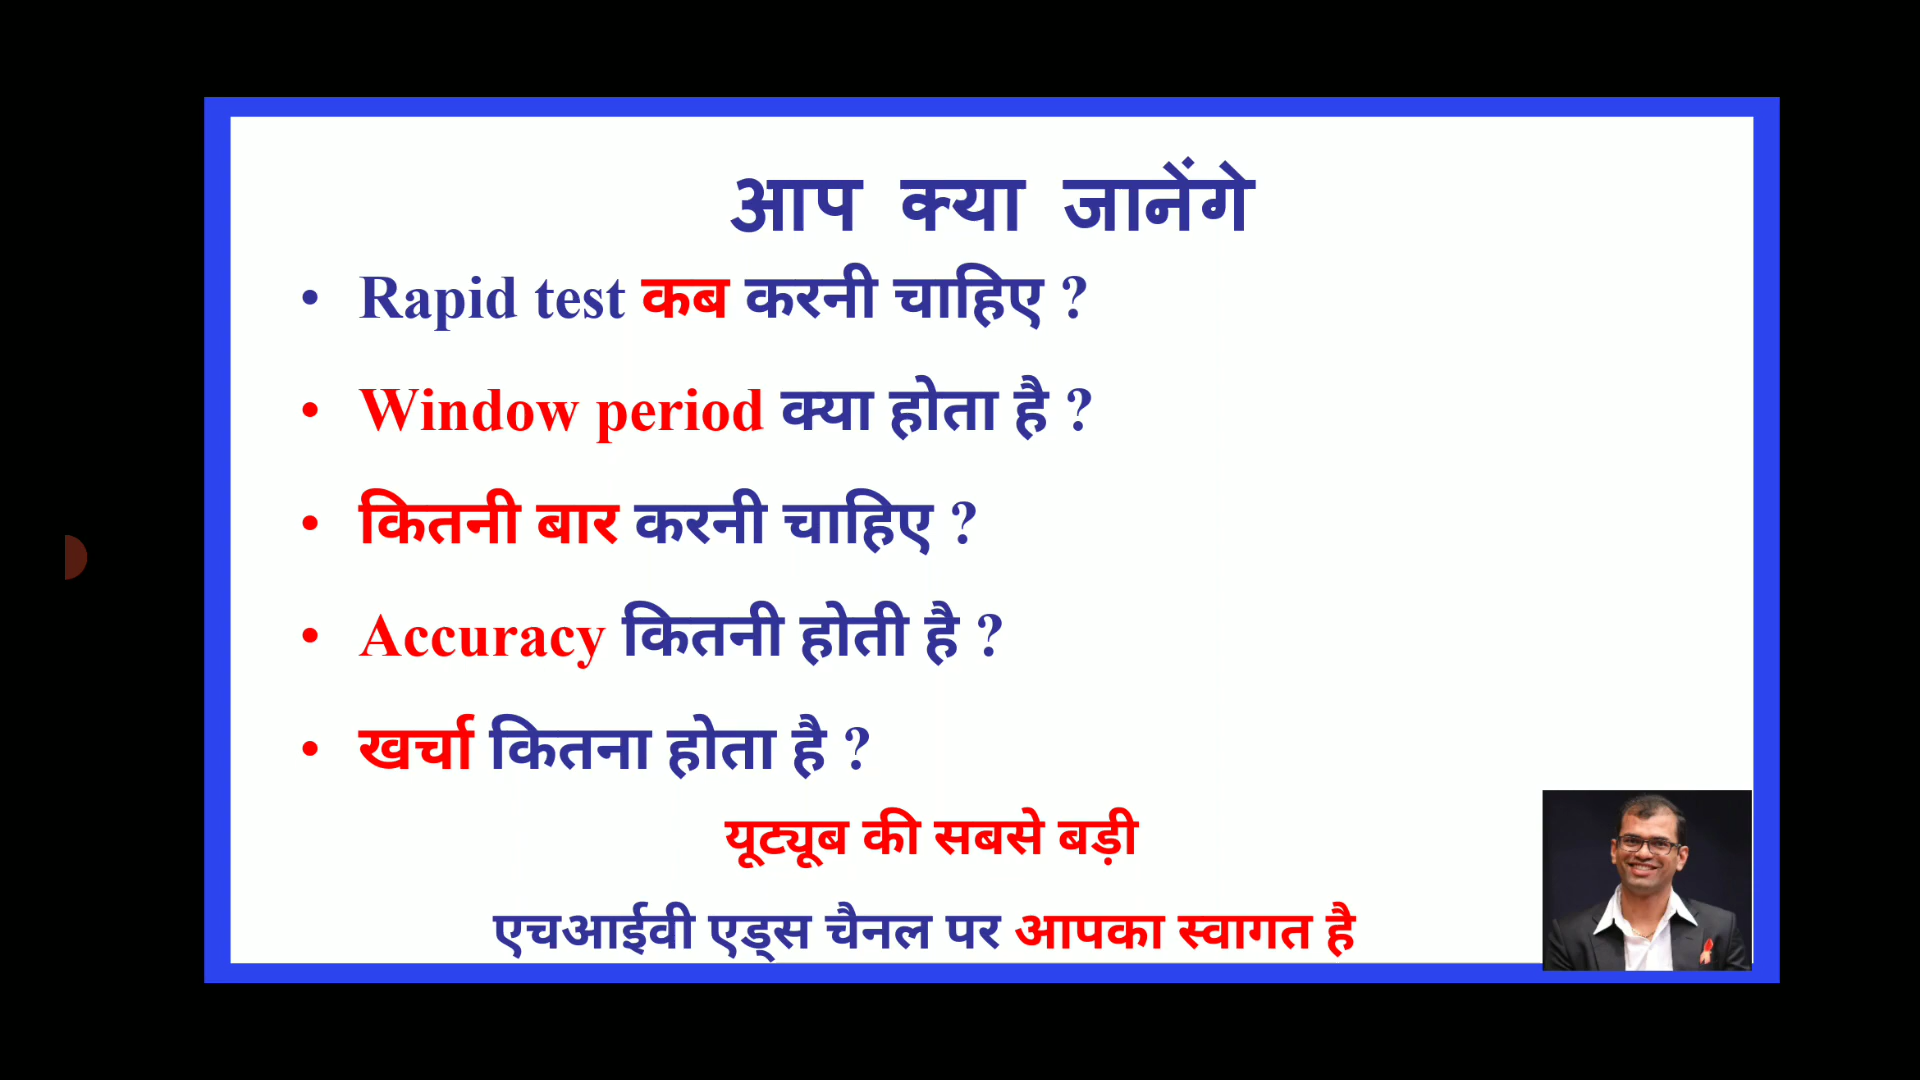 आप क्या जानेंगे
• Rapid test कब करनी चाहिए ?
• Window period क्या होता है ?
• कितनी बार करनी चाहिए ?
• Accuracy कितनी होती है ?
• खर्चा कितना होता है ?
यूट्यूब की सबसे बड़ी
एचआईवी एड्स चैनल पर आपका स्वागत है